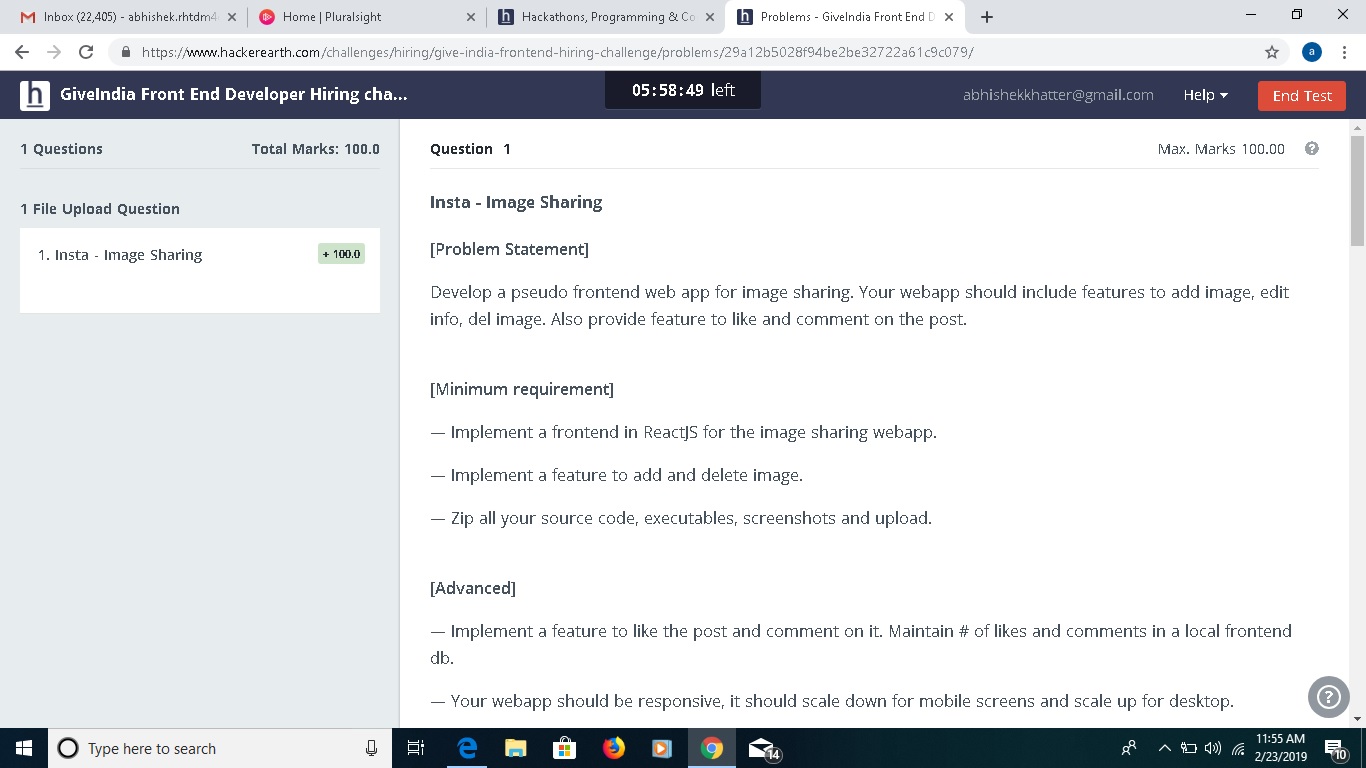 Inbox (22,405) - abhishek.rhtdm4
Home | Pluralsight
Hackathons, Programming & Co
Problems - GiveIndia Front End D
https://www.hackerearth.com/challenges/hiring/give-india-frontend-hiring-challenge/problems/29a12b5028f94be2be32722a61c9c079/
a
h
GiveIndia Front End Developer Hiring cha...
05:58:49 left
abhishekkhatter@gmail.com
Help
End Test
1 Questions
Total Marks: 100.0
Question 1
Max. Marks 100.00
?
1 File Upload Question
1. Insta - Image Sharing
+ 100.0
Insta - Image Sharing
[Problem Statement]
Develop a pseudo frontend web app for image sharing. Your webapp should include features to add image, edit
info, del image. Also provide feature to like and comment on the post.
[Minimum requirement]
— Implement a frontend in ReactJS for the image sharing webapp.
— Implement a feature to add and delete image.
— Zip all your source code, executables, screenshots and upload.
[Advanced]
— Implement a feature to like the post and comment on it. Maintain # of likes and comments in a local frontend
db.
— Your webapp should be responsive, it should scale down for mobile screens and scale up for desktop.
?
Type here to search
14
11:55 AM
2/23/2019
10